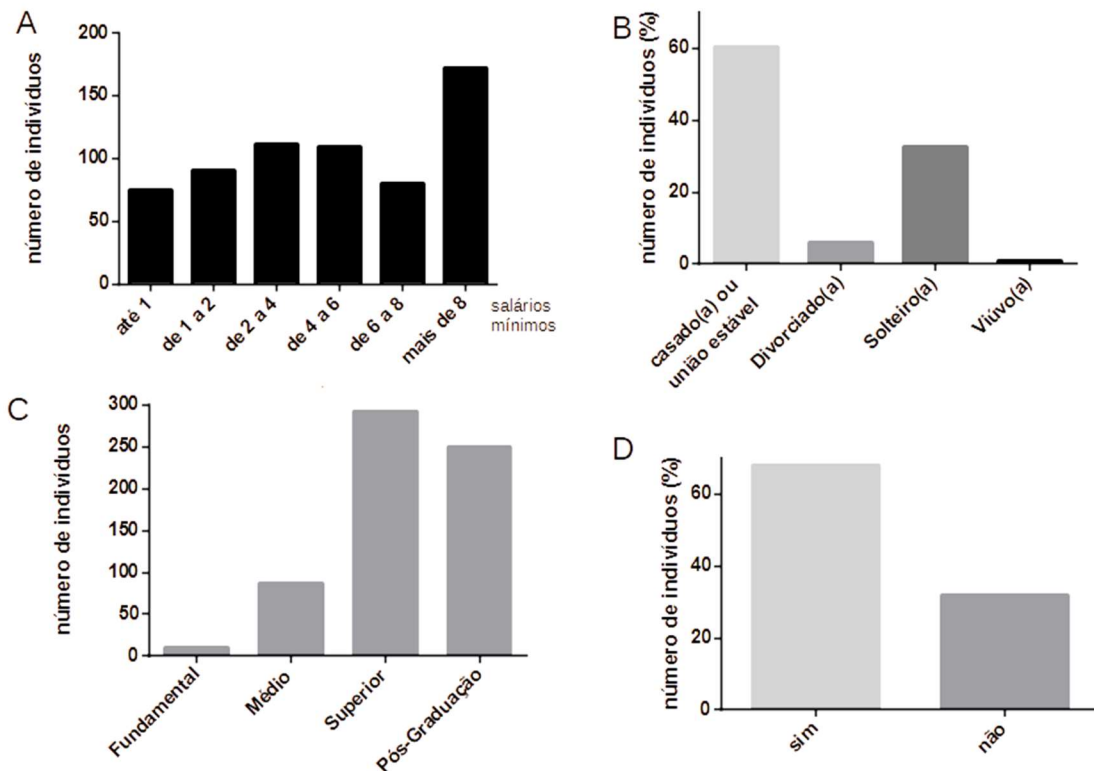 A
número de indivíduos
200
150
100
50
0
até 1
de 1 a 2
de 2 a 4
de 4 a 6
de 6 a 8
mais de 8
salários
mínimos
B
número de indivíduos (%)
60
40
20
0
casado(a) ou
união estável
Divorciado(a)
Solteiro(a)
Viúvo(a)
C
número de indivíduos
300
250
200
150
100
50
0
Fundamental
Médio
Superior
Pós-Graduação
D
número de indivíduos (%)
60
40
20
0
sim
não